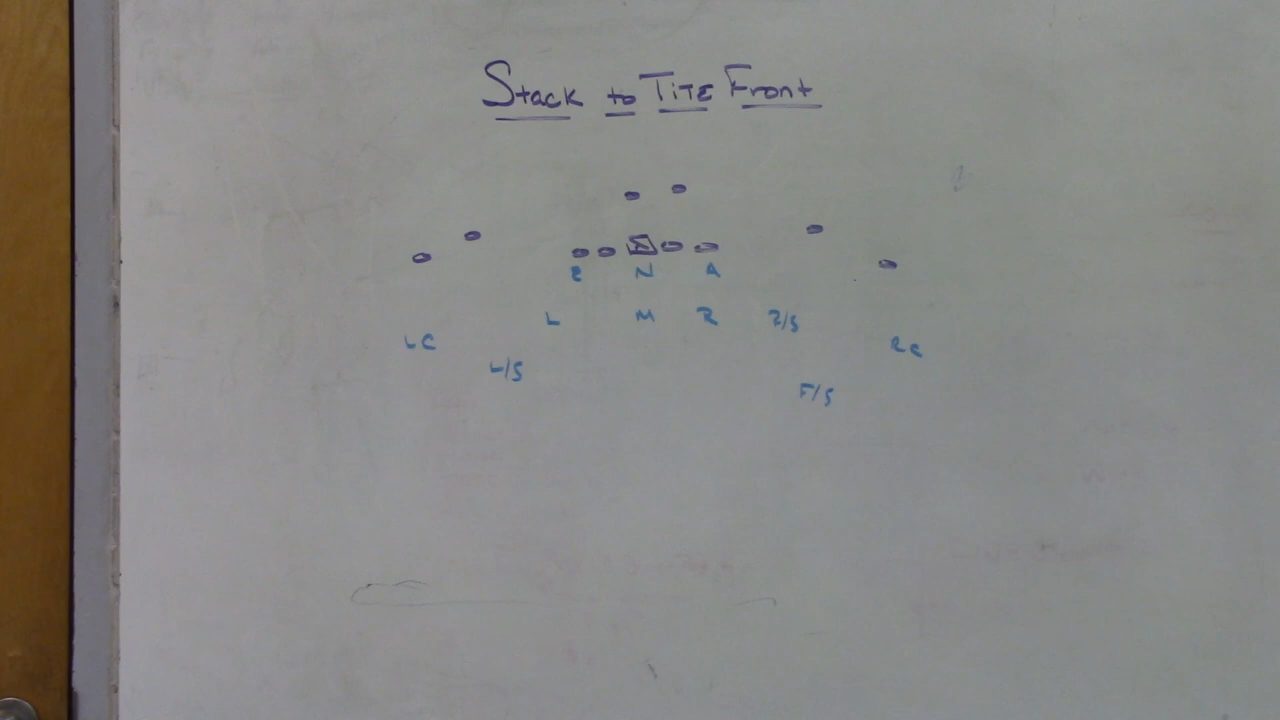 Stack to Tite Front
E N A
L M R R/S
LC RC
L/S
F/S